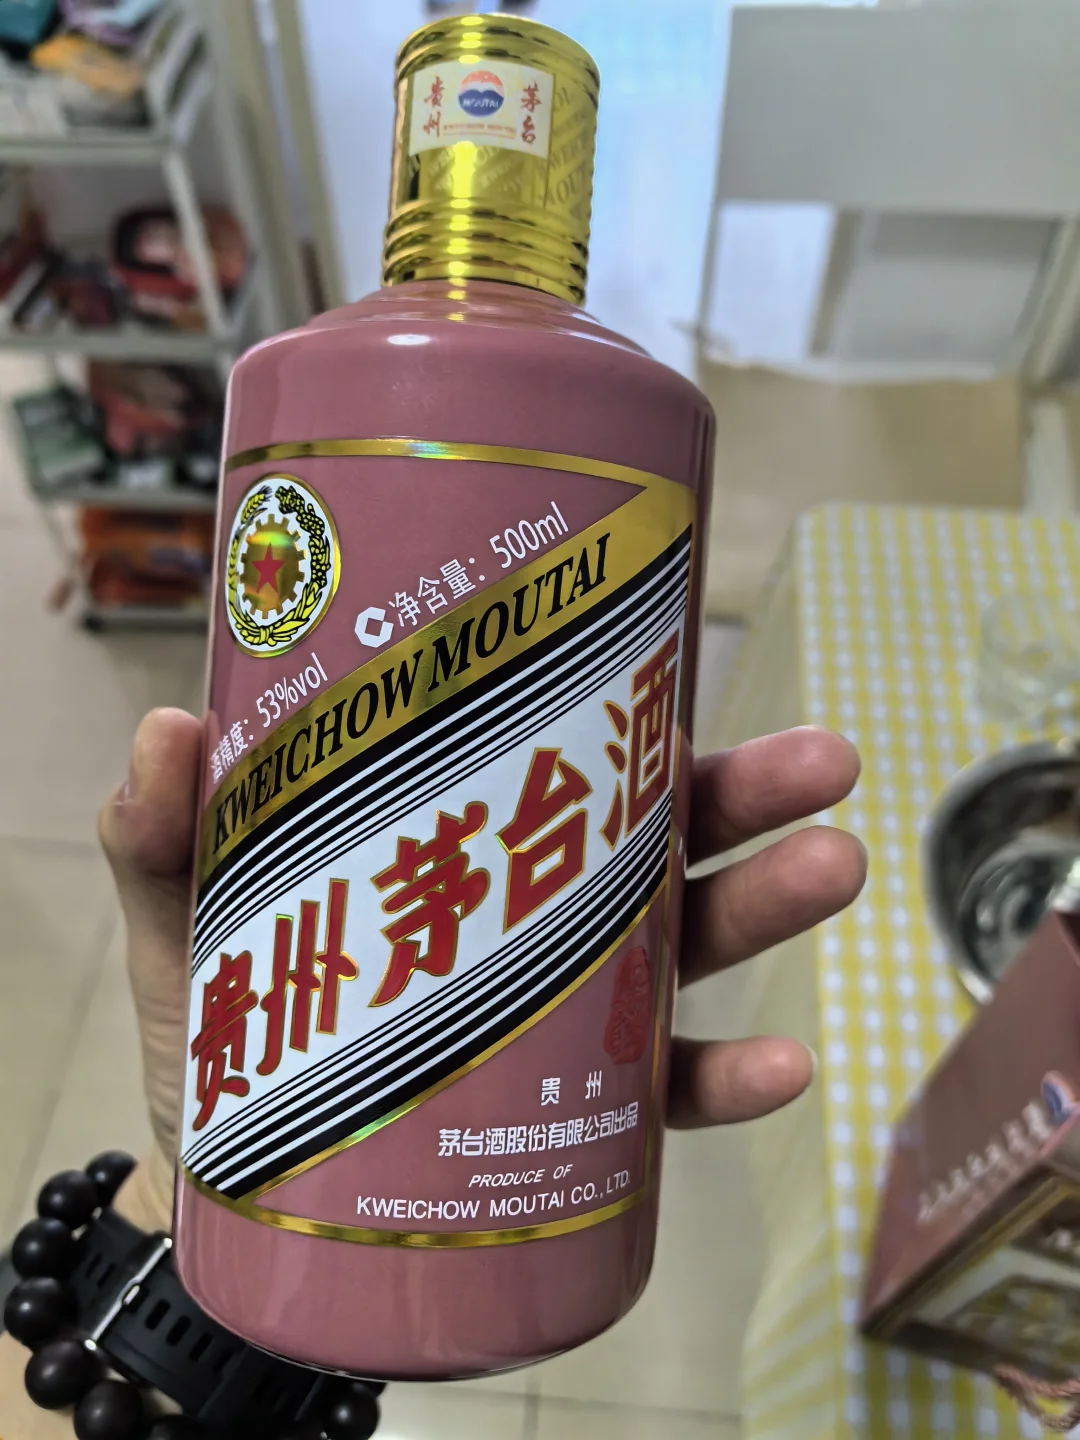 贵州 茅台
MOUTAI
KWEICHOW MOUTAI
净含量：500ml
酒精度：53%vol
KWEICHOW MOUTAI
贵州茅台酒
贵州
茅台酒股份有限公司出品
PRODUCE OF
KWEICHOW MOUTAI CO., LTD.